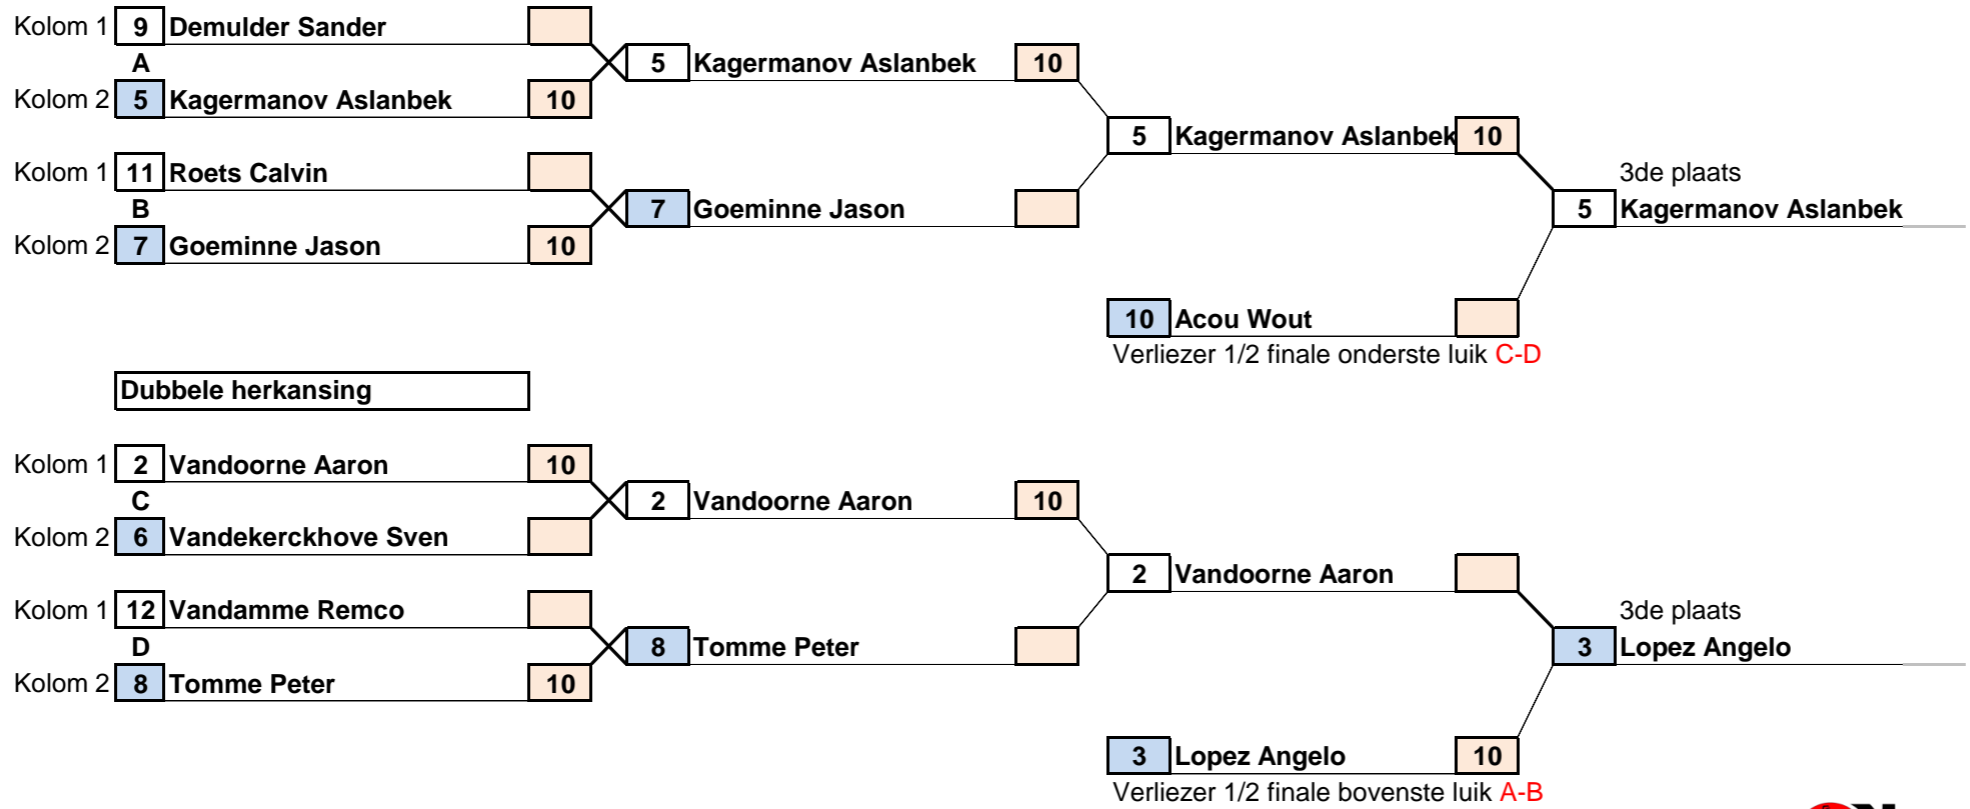 Kolom 1 9 Demulder Sander
A 5 Kagermanov Aslanbek 10
Kolom 2 5 Kagermanov Aslanbek 10
5 Kagermanov Aslanbek 10
Kolom 1 11 Roets Calvin 3de plaats
B 7 Goeminne Jason 5 Kagermanov Aslanbek
Kolom 2 7 Goeminne Jason 10
10 Acou Wout
Verliezer 1/2 finale onderste luik C-D
Dubbele herkansing
Kolom 1 2 Vandoorne Aaron 10
C 2 Vandoorne Aaron 10
Kolom 2 6 Vandekerckhove Sven
2 Vandoorne Aaron
Kolom 1 12 Vandamme Remco 3de plaats
D 8 Tomme Peter 3 Lopez Angelo
Kolom 2 8 Tomme Peter 10
3 Lopez Angelo 10
Verliezer 1/2 finale bovenste luik A-B